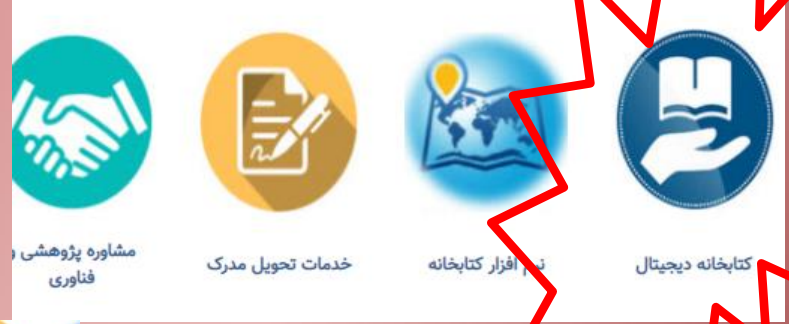 کتابخانه دیجیتال
نرم افزار کتابخانه
خدمات تحویل مدرک
مشاوره پژوهشی و
فناوری